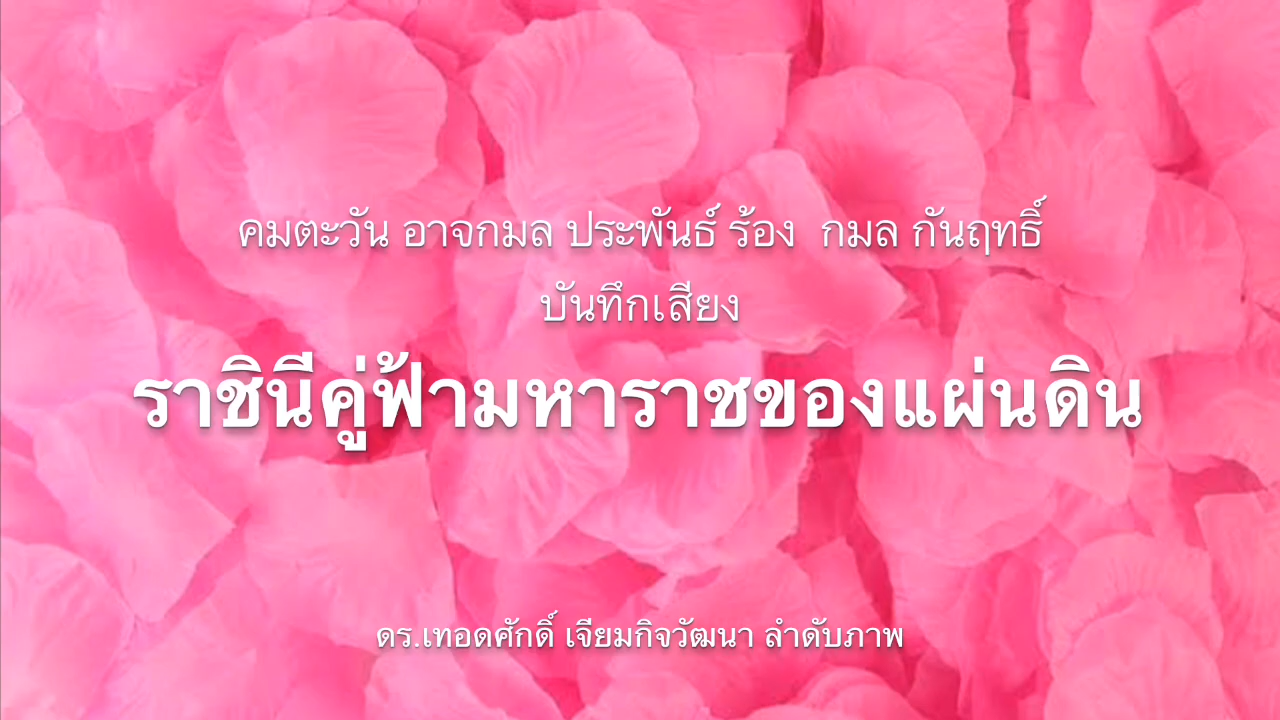 คมตะวัน อาจกมล ประพันธ์ ร้อง กมล กันฤทธิ์
บันทึกเสียง
ราชินีคู่ฟ้ามหาราชของแผ่นดิน
ดร.เทอดศักดิ์ เจียมกิจวัฒนา ลำดับภาพ